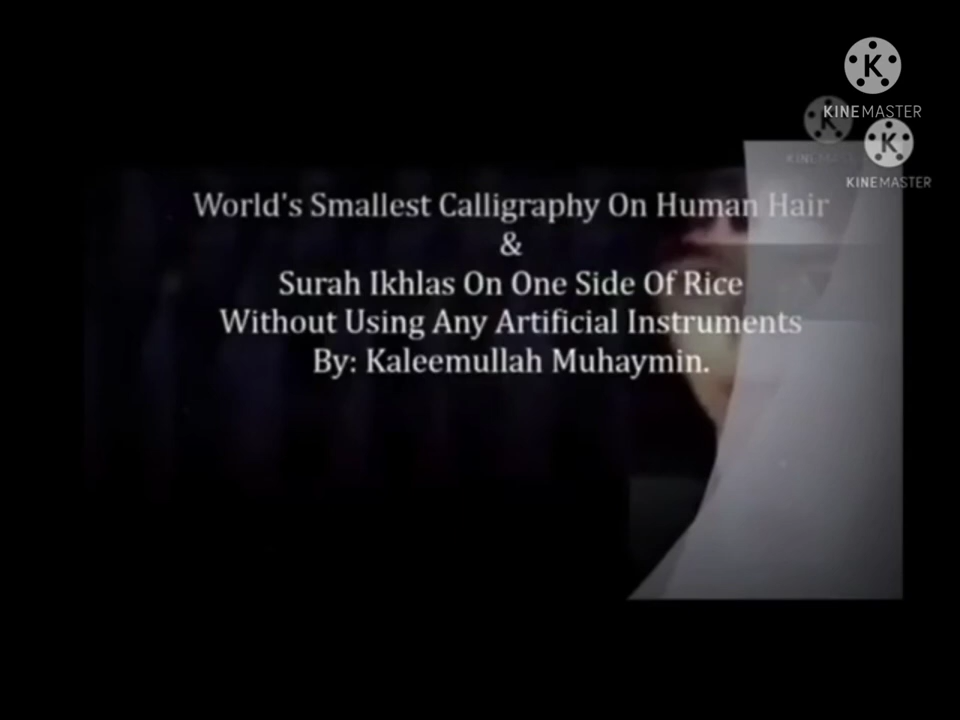 KINEMASTER
KINEMASTER
World's Smallest Calligraphy On Human Hair
&
Surah Ikhlas On One Side Of Rice
Without Using Any Artificial Instruments
By: Kaleemullah Muhaymin.